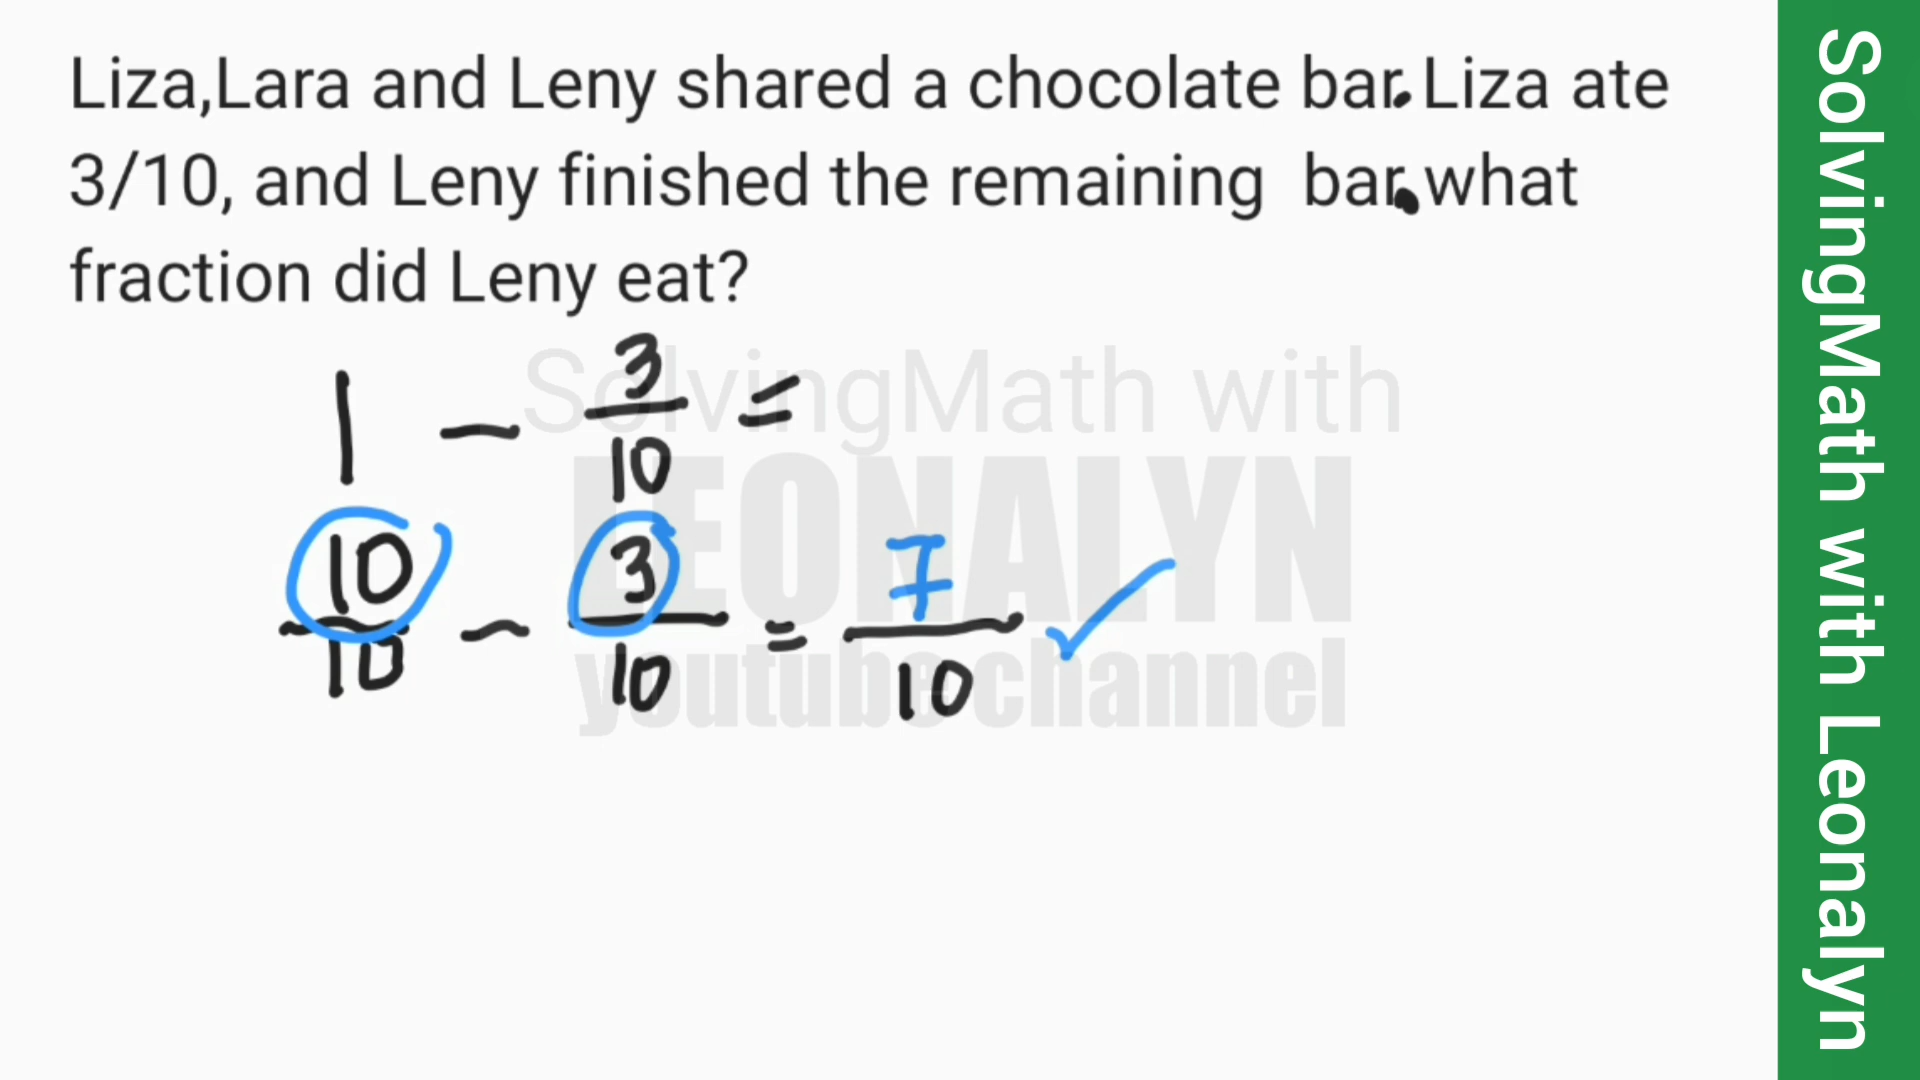 Liza,Lara and Leny shared a chocolate bar.Liza ate
3/10, and Leny finished the remaining  bar,what
fraction did Leny eat?
1 - 3/10 =
10/10 - 3/10 = 7/10 ✓
SolvingMath with
LEONALYN
youtube channel
SolvingMath with Leonalyn